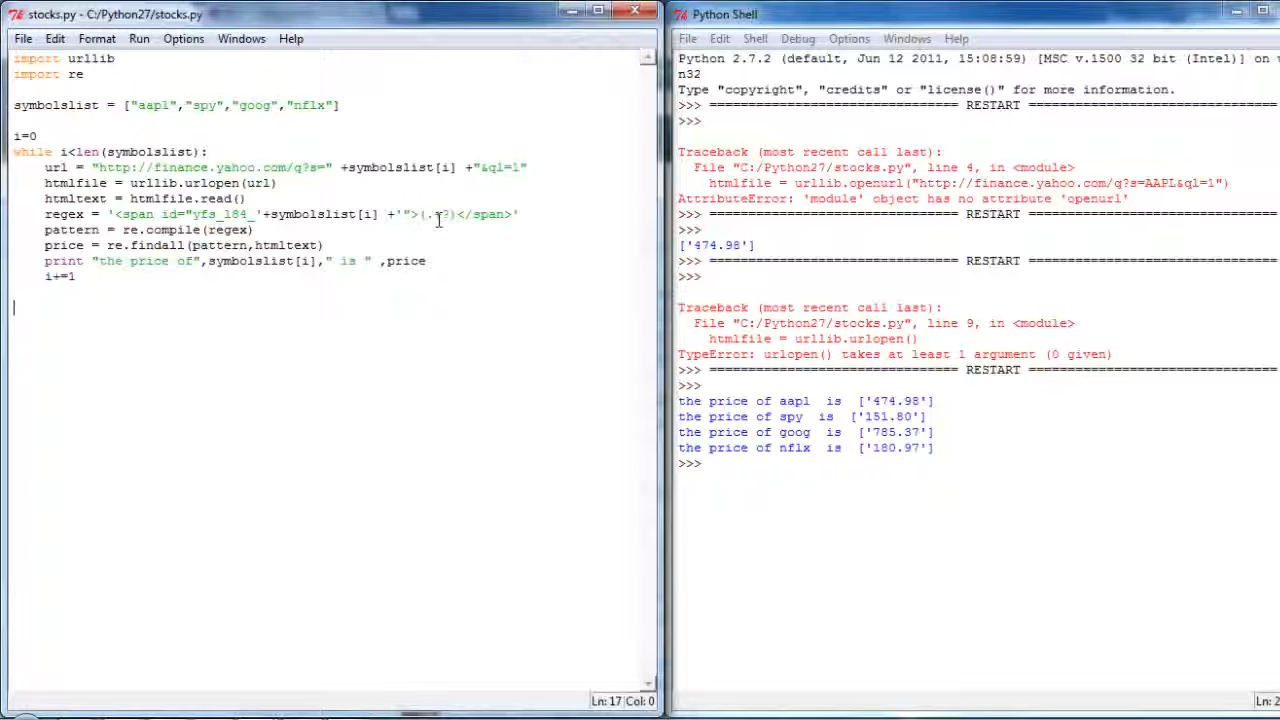 stocks.py - C:/Python27/stocks.py
File Edit Format Run Options Windows Help
import urllib
import re
symbolslist = ["aapl","spy","goog","nflx"]
i=0
while i<len(symbolslist):
url = "http://finance.yahoo.com/q?s=" +symbolslist[i] +"&ql=1"
htmlfile = urllib.urlopen(url)
htmltext = htmlfile.read()
regex = '<span id="yfs_l84_'+symbolslist[i] +'">(.+?)</span>'
pattern = re.compile(regex)
price = re.findall(pattern,htmltext)
print "the price of",symbolslist[i]," is " ,price
i+=1
Ln: 17 Col: 0
Python Shell
File Edit Shell Debug Options Windows Help
Python 2.7.2 (default, Jun 12 2011, 15:08:59) [MSC v.1500 32 bit (Intel)] on
n32
Type "copyright", "credits" or "license()" for more information.
>>> ================================ RESTART ================================
>>>
Traceback (most recent call last):
File "C:/Python27/stocks.py", line 4, in <module>
htmlfile = urllib.openurl("http://finance.yahoo.com/q?s=AAPL&ql=1")
AttributeError: 'module' object has no attribute 'openurl'
>>> ================================ RESTART ================================
>>>
['474.98']
>>> ================================ RESTART ================================
>>>
Traceback (most recent call last):
File "C:/Python27/stocks.py", line 9, in <module>
htmlfile = urllib.urlopen()
TypeError: urlopen() takes at least 1 argument (0 given)
>>> ================================ RESTART ================================
>>>
the price of aapl  is  ['474.98']
the price of spy  is  ['151.80']
the price of goog  is  ['785.37']
the price of nflx  is  ['180.97']
>>>
Ln: 2